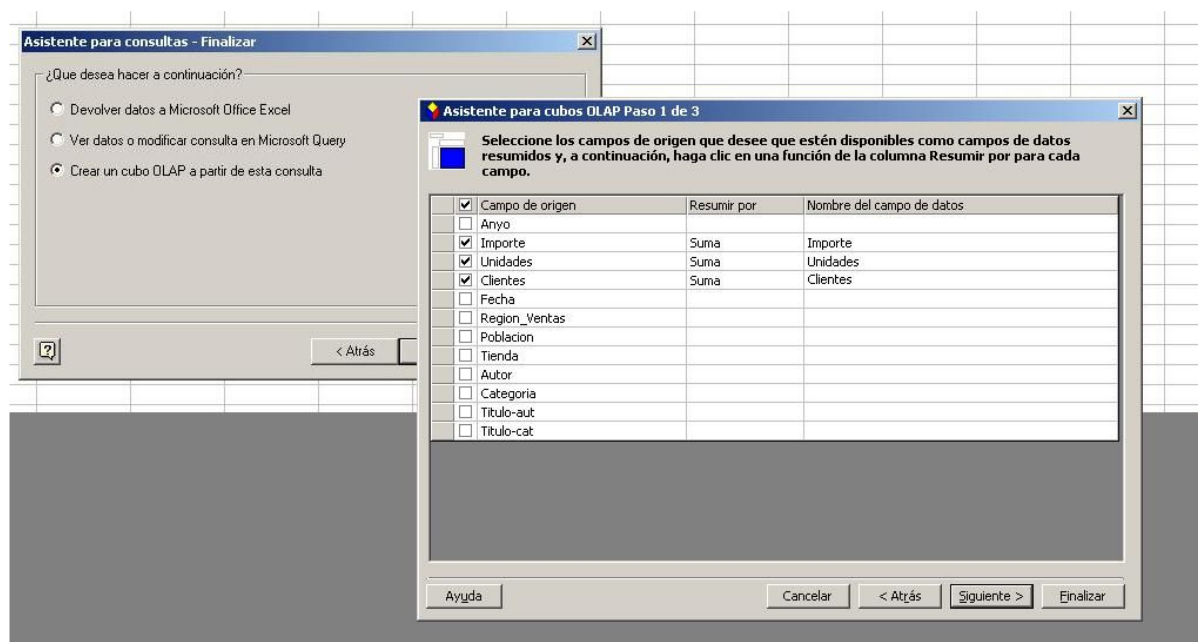 Asistente para consultas - Finalizar
¿Que desea hacer a continuación?
Devolver datos a Microsoft Office Excel
Ver datos o modificar consulta en Microsoft Query
Crear un cubo OLAP a partir de esta consulta
< Atrás
Asistente para cubos OLAP Paso 1 de 3
Seleccione los campos de origen que desee que estén disponibles como campos de datos
resumidos y, a continuación, haga clic en una función de la columna Resumir por para cada
campo.
Campo de origen Resumir por Nombre del campo de datos
Anyo
Importe Suma Importe
Unidades Suma Unidades
Clientes Suma Clientes
Fecha
Region_Ventas
Poblacion
Tienda
Autor
Categoria
Titulo-aut
Titulo-cat
Ayuda Cancelar < Atrás Siguiente > Finalizar